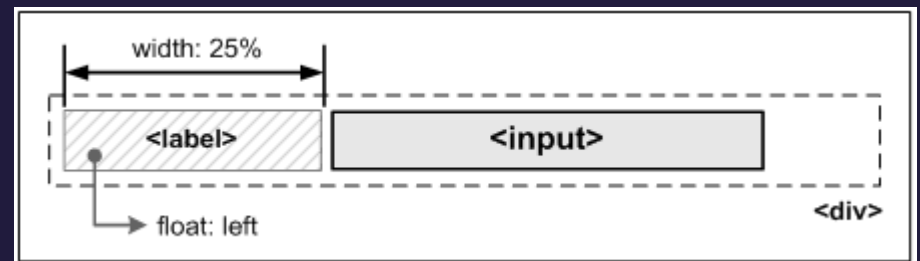 width: 25%
<label>
<input>
<div>
float: left